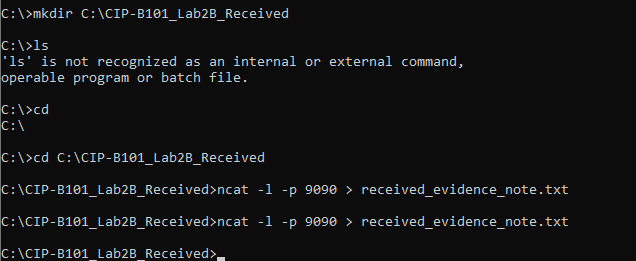 C:\>mkdir C:\CIP-B101_Lab2B_Received
C:\>ls
'ls' is not recognized as an internal or external command,
operable program or batch file.
C:\>cd
C:\
C:\>cd C:\CIP-B101_Lab2B_Received
C:\CIP-B101_Lab2B_Received>ncat -l -p 9090 > received_evidence_note.txt
C:\CIP-B101_Lab2B_Received>ncat -l -p 9090 > received_evidence_note.txt
C:\CIP-B101_Lab2B_Received>